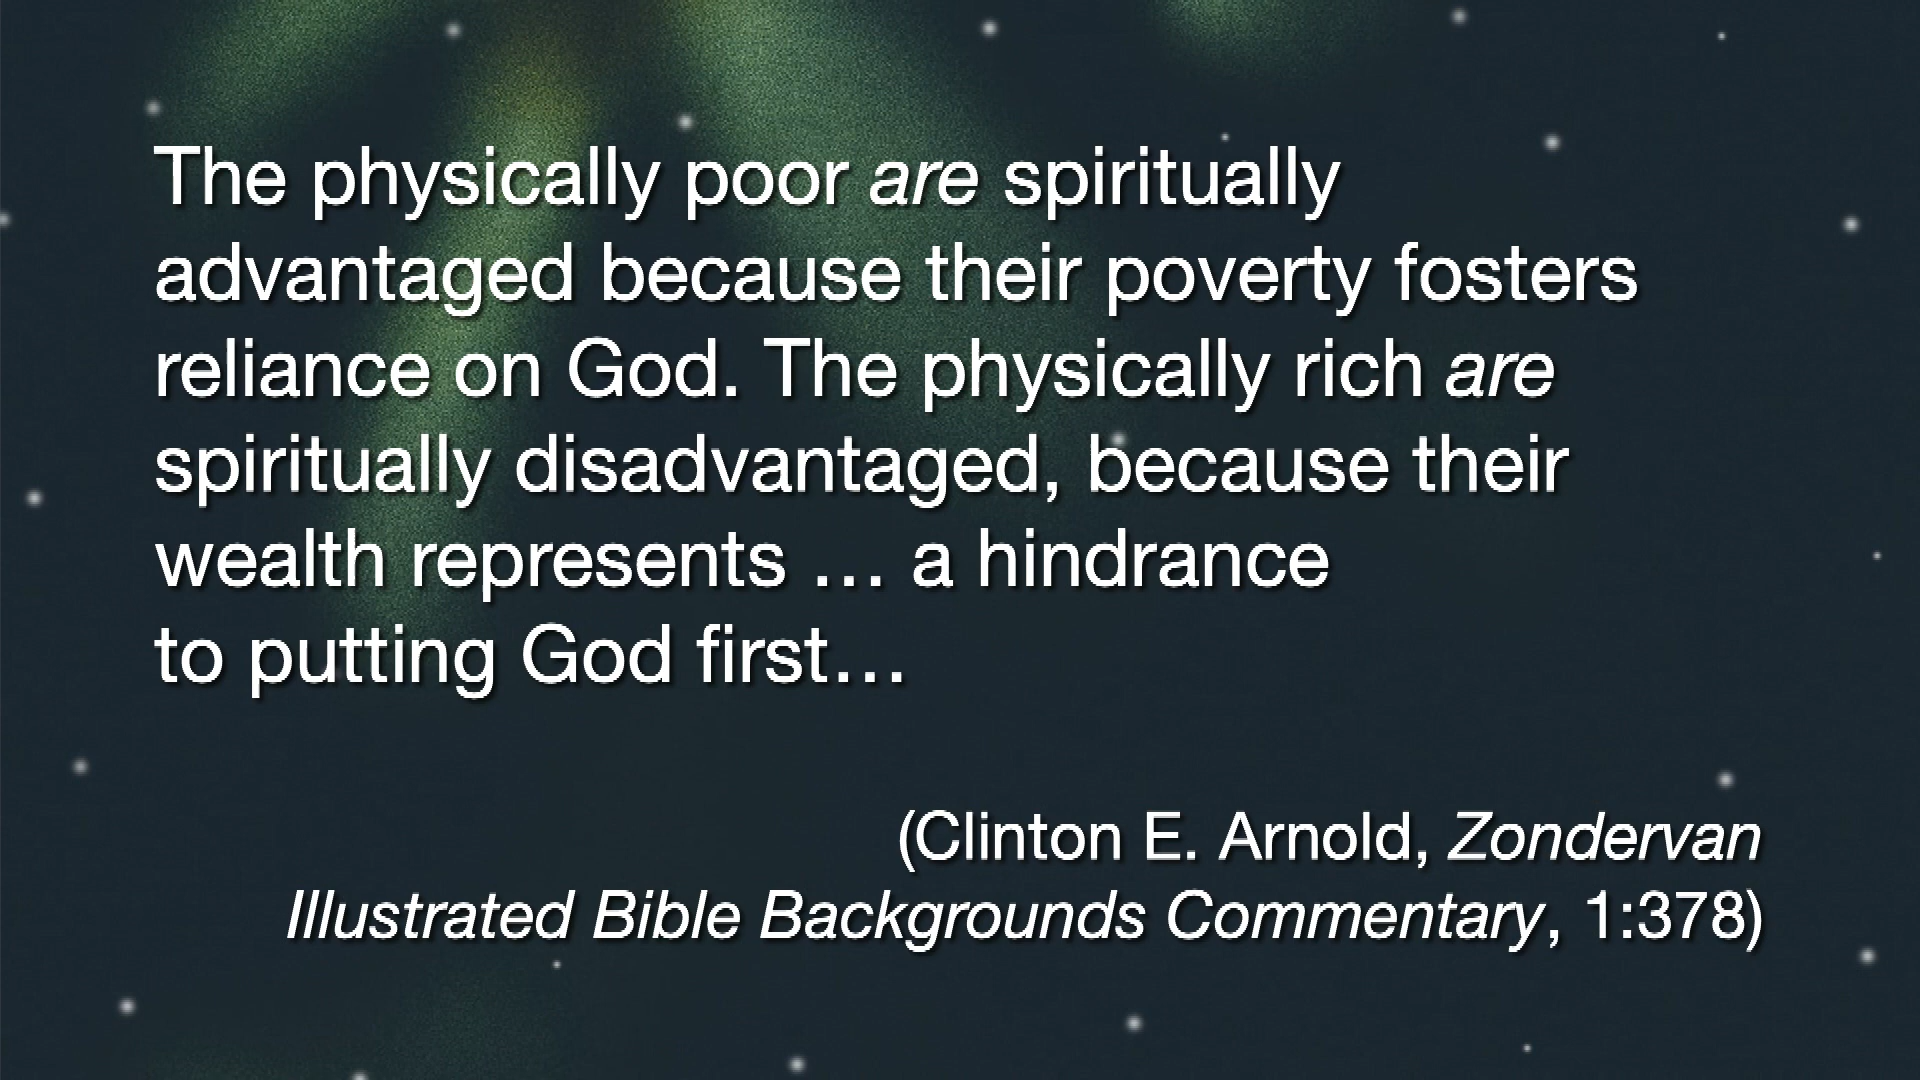 The physically poor are spiritually
advantaged because their poverty fosters
reliance on God. The physically rich are
spiritually disadvantaged, because their
wealth represents … a hindrance
to putting God first…
(Clinton E. Arnold, Zondervan
Illustrated Bible Backgrounds Commentary, 1:378)